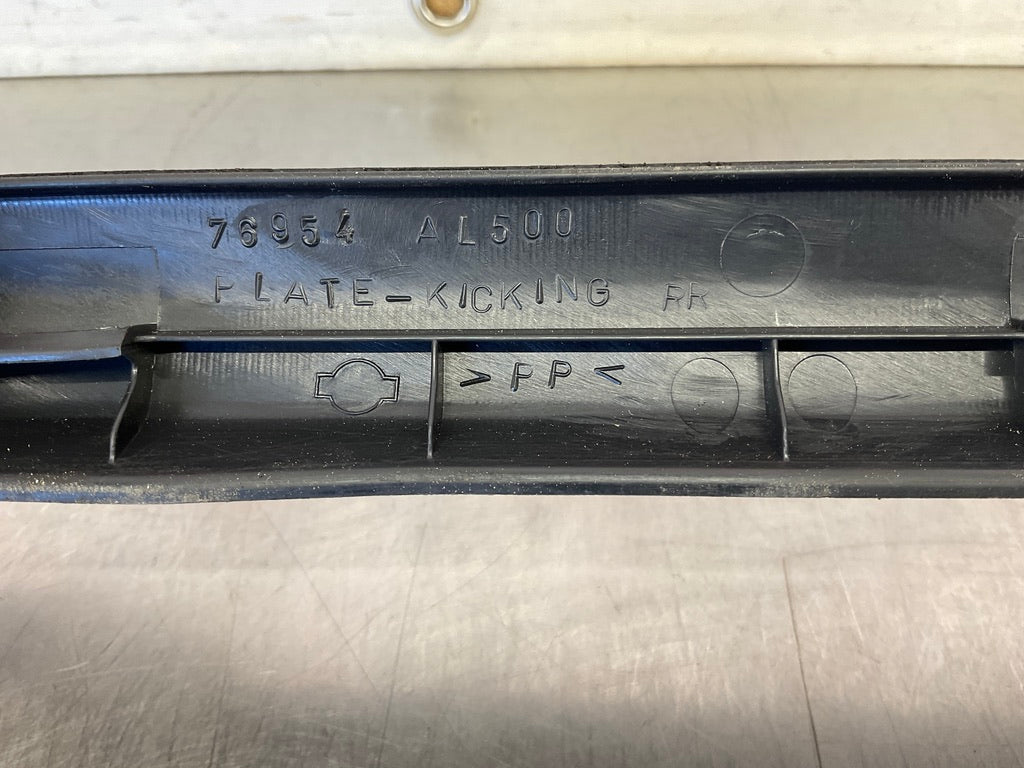 76954 AL500
PLATE-KICKING RR
>PP<